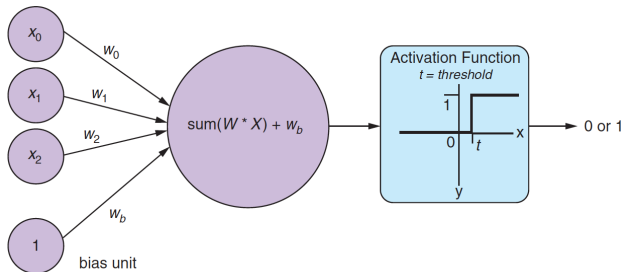 x0
x1
x2
1
bias unit
w0
w1
w2
wb
sum(W * X) + wb
Activation Function
t = threshold
1
0
t
x
y
0 or 1